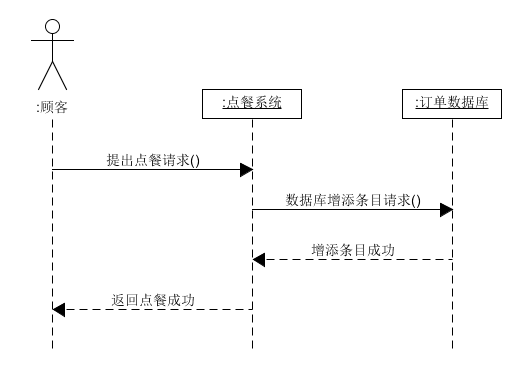 :顾客
:点餐系统
:订单数据库
提出点餐请求()
数据库增添条目请求()
增添条目成功
返回点餐成功